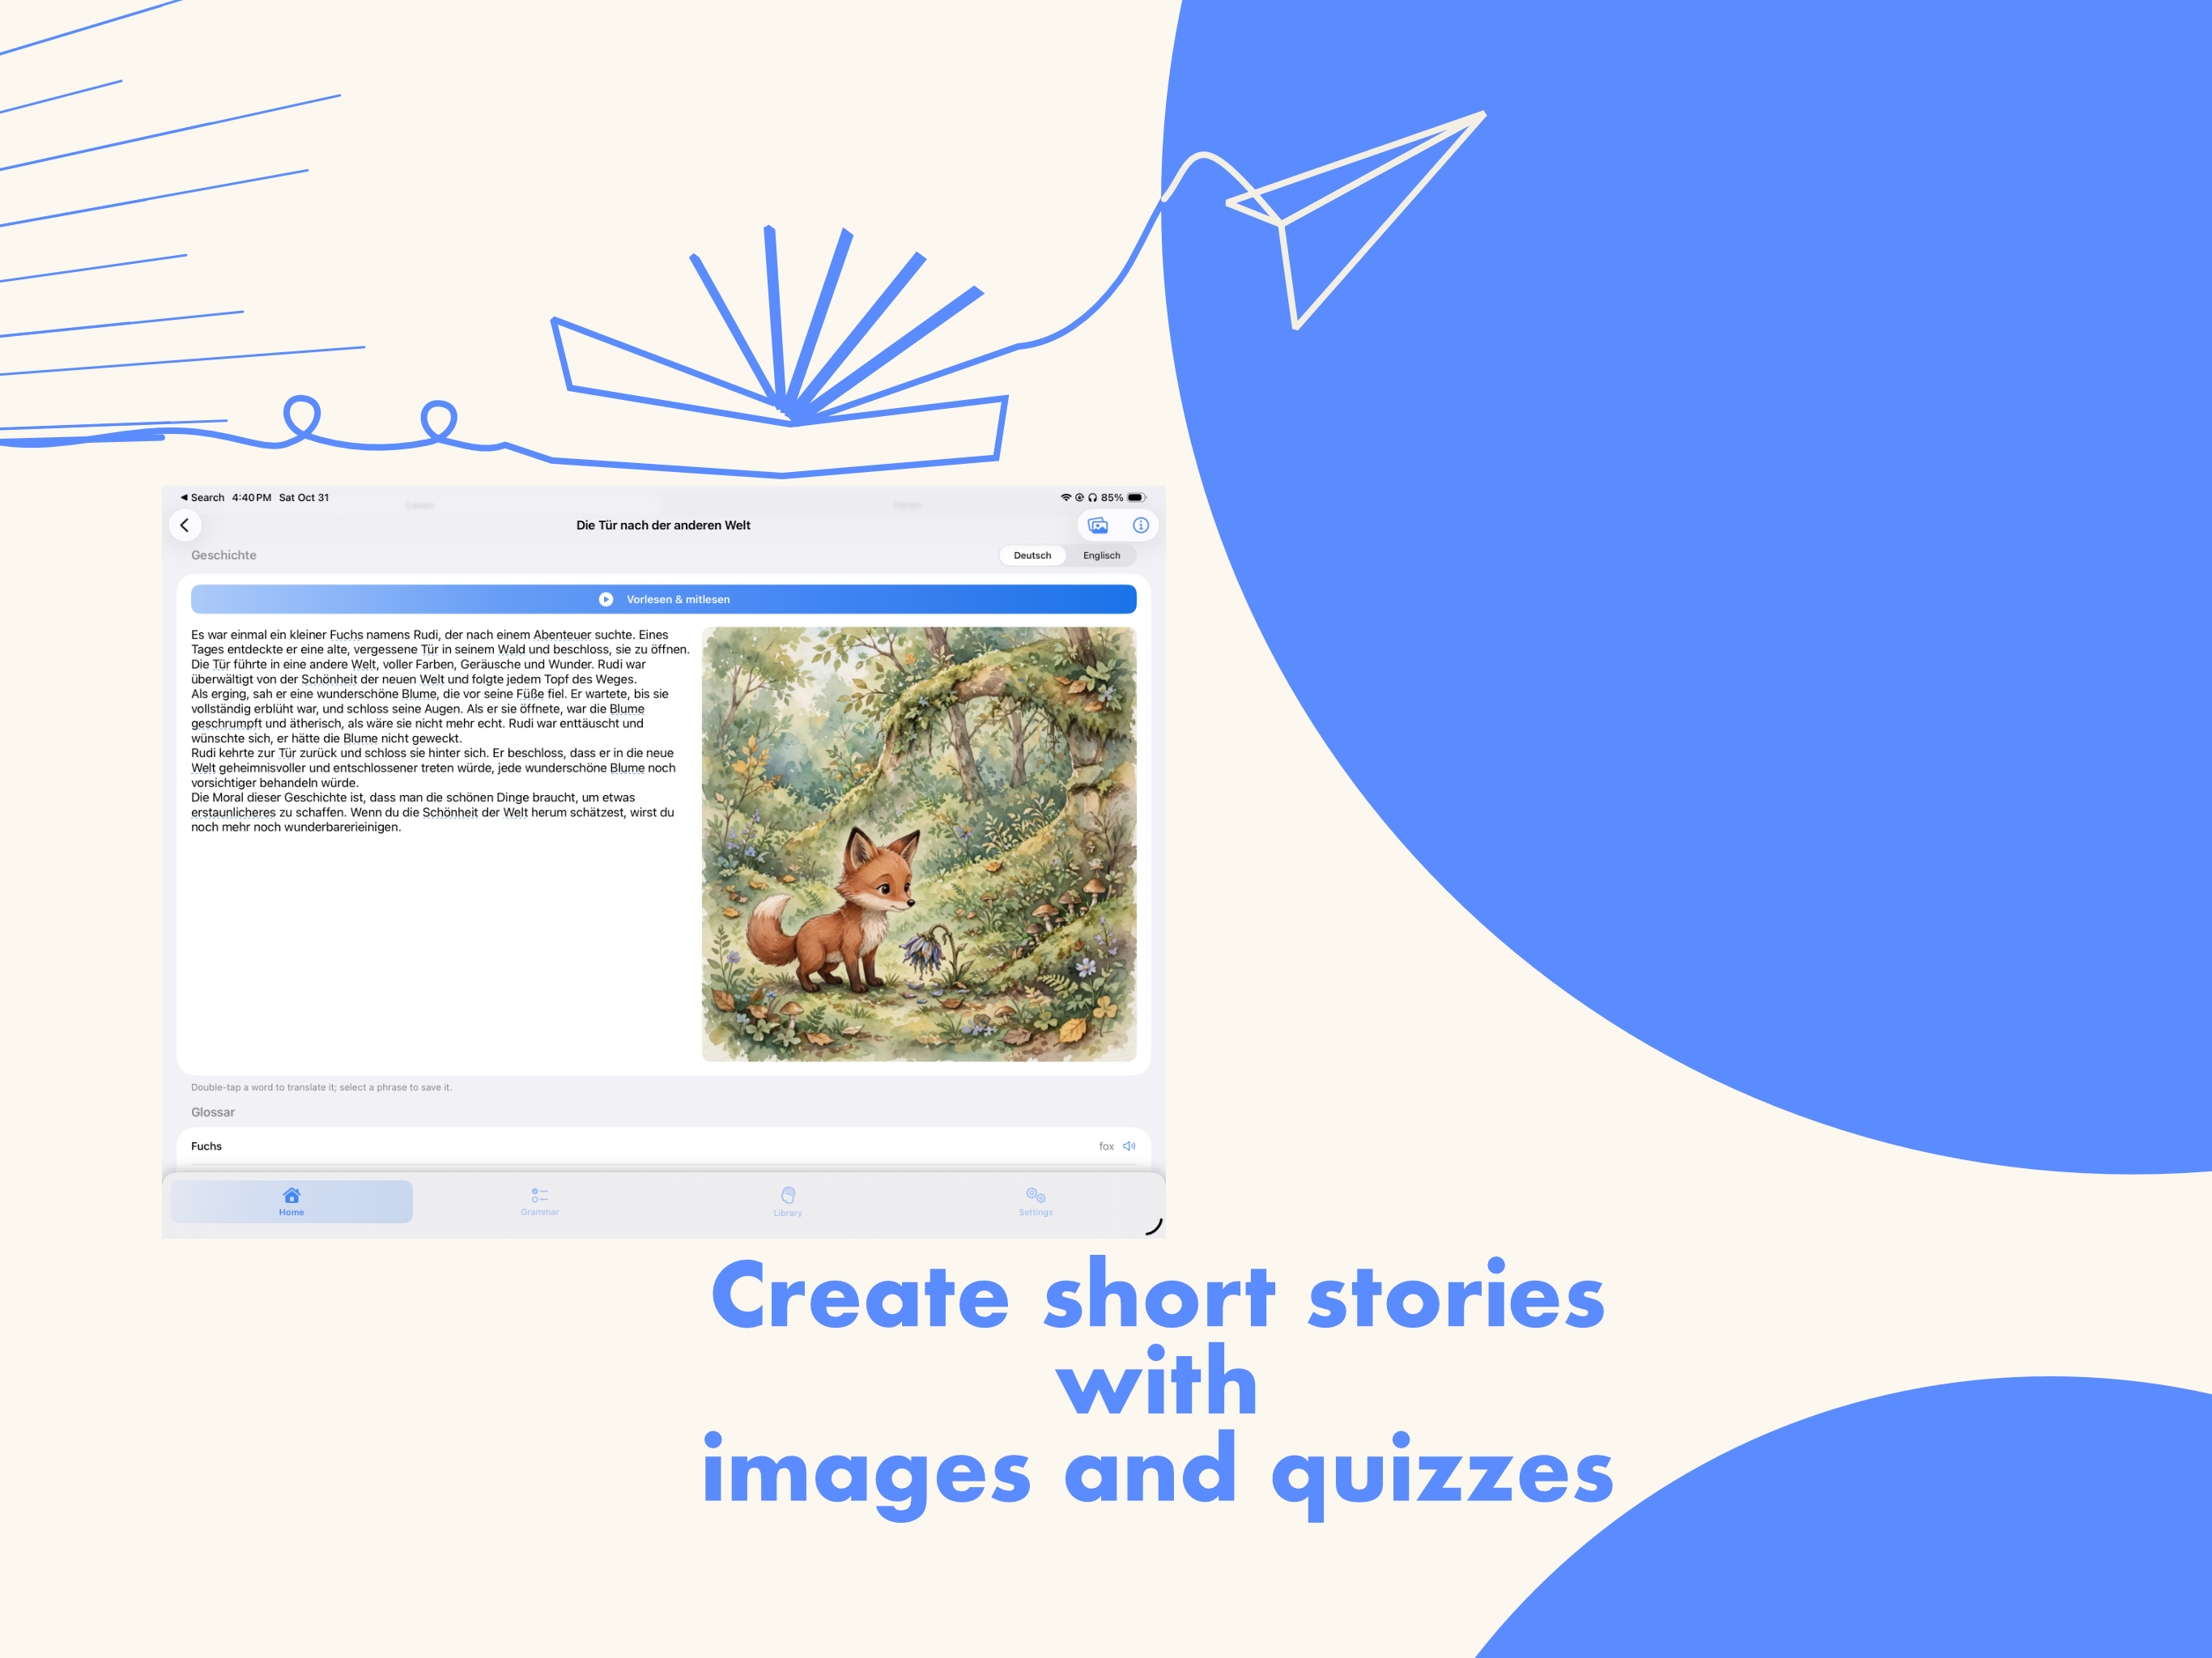 ◀ Search 4:40 PM Sat Oct 31
85%
Die Tür nach der anderen Welt
Geschichte
Deutsch Englisch
Vorlesen & mitlesen
Es war einmal ein kleiner Fuchs namens Rudi, der nach einem Abenteuer suchte. Eines
Tages entdeckte er eine alte, vergessene Tür in seinem Wald und beschloss, sie zu öffnen.
Die Tür führte in eine andere Welt, voller Farben, Geräusche und Wunder. Rudi war
überwältigt von der Schönheit der neuen Welt und folgte jedem Topf des Weges.
Als erging, sah er eine wunderschöne Blume, die vor seine Füße fiel. Er wartete, bis sie
vollständig erblüht war, und schloss seine Augen. Als er sie öffnete, war die Blume
geschrumpft und ätherisch, als wäre sie nicht mehr echt. Rudi war enttäuscht und
wünschte sich, er hätte die Blume nicht geweckt.
Rudi kehrte zur Tür zurück und schloss sie hinter sich. Er beschloss, dass er in die neue
Welt geheimnisvoller und entschlossener treten würde, jede wunderschöne Blume noch
vorsichtiger behandeln würde.
Die Moral dieser Geschichte ist, dass man die schönen Dinge braucht, um etwas
erstaunlicheres zu schaffen. Wenn du die Schönheit der Welt herum schätzest, wirst du
noch mehr noch wunderbarerieinigen.
Double-tap a word to translate it; select a phrase to save it.
Glossar
Fuchs fox
Home Grammar Library Settings
Create short stories
with
images and quizzes